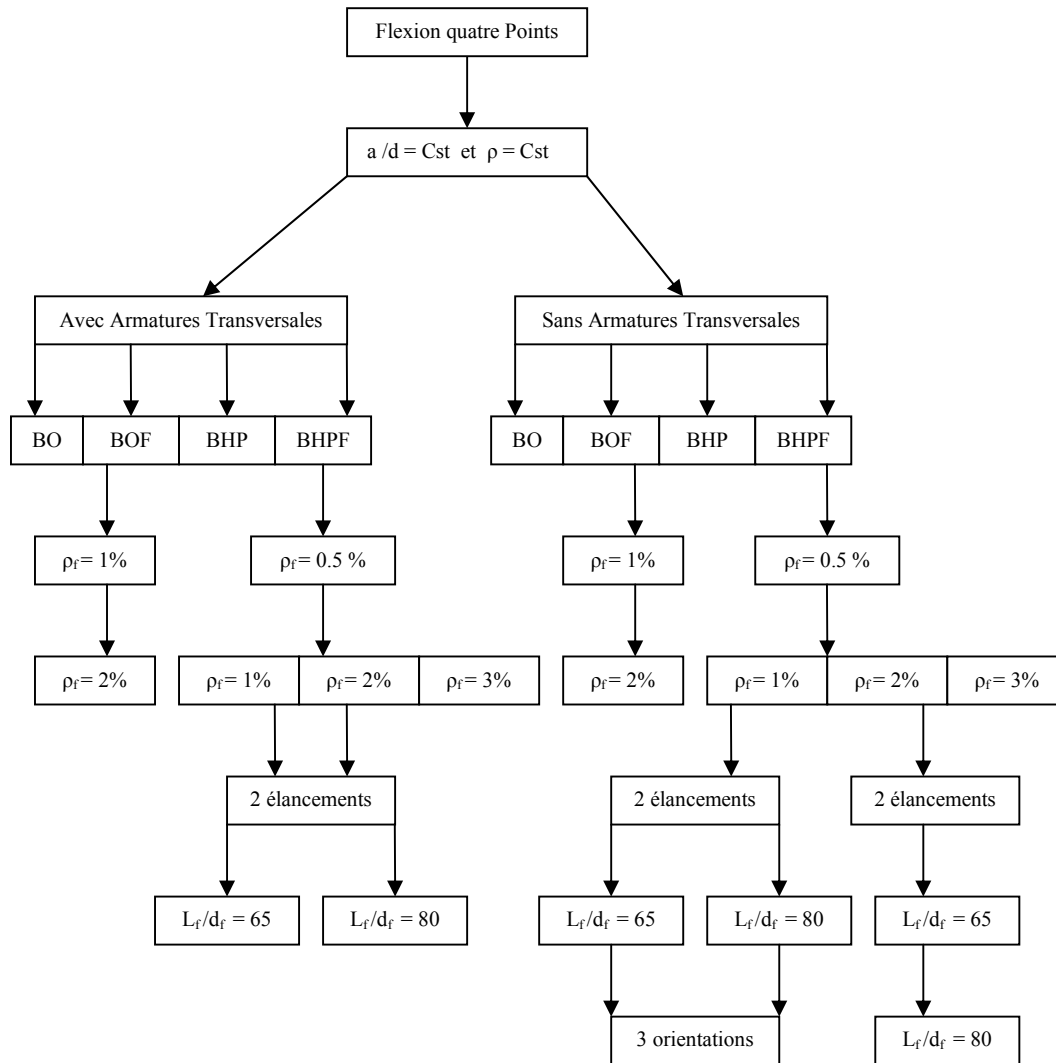 Flexion quatre Points
a /d = Cst et ρ = Cst
Avec Armatures Transversales
Sans Armatures Transversales
BO BOF BHP BHPF
BO BOF BHP BHPF
ρf = 1%
ρf = 0.5 %
ρf = 1%
ρf = 0.5 %
ρf = 2%
ρf = 1% ρf = 2% ρf = 3%
ρf = 2%
ρf = 1% ρf = 2% ρf = 3%
2 élancements
2 élancements
2 élancements
Lf/df = 65
Lf/df = 80
Lf/df = 65
Lf/df = 80
Lf/df = 65
3 orientations
Lf/df = 80